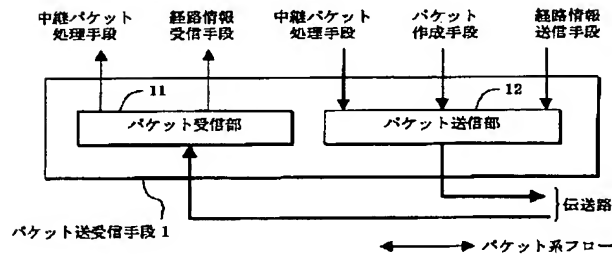 中継パケット
処理手段
経路情報
受信手段
中継パケット
処理手段
パケット
作成手段
経路情報
送信手段
11
12
パケット受信部
パケット送信部
伝送路
パケット送受信手段1
パケット系フロー